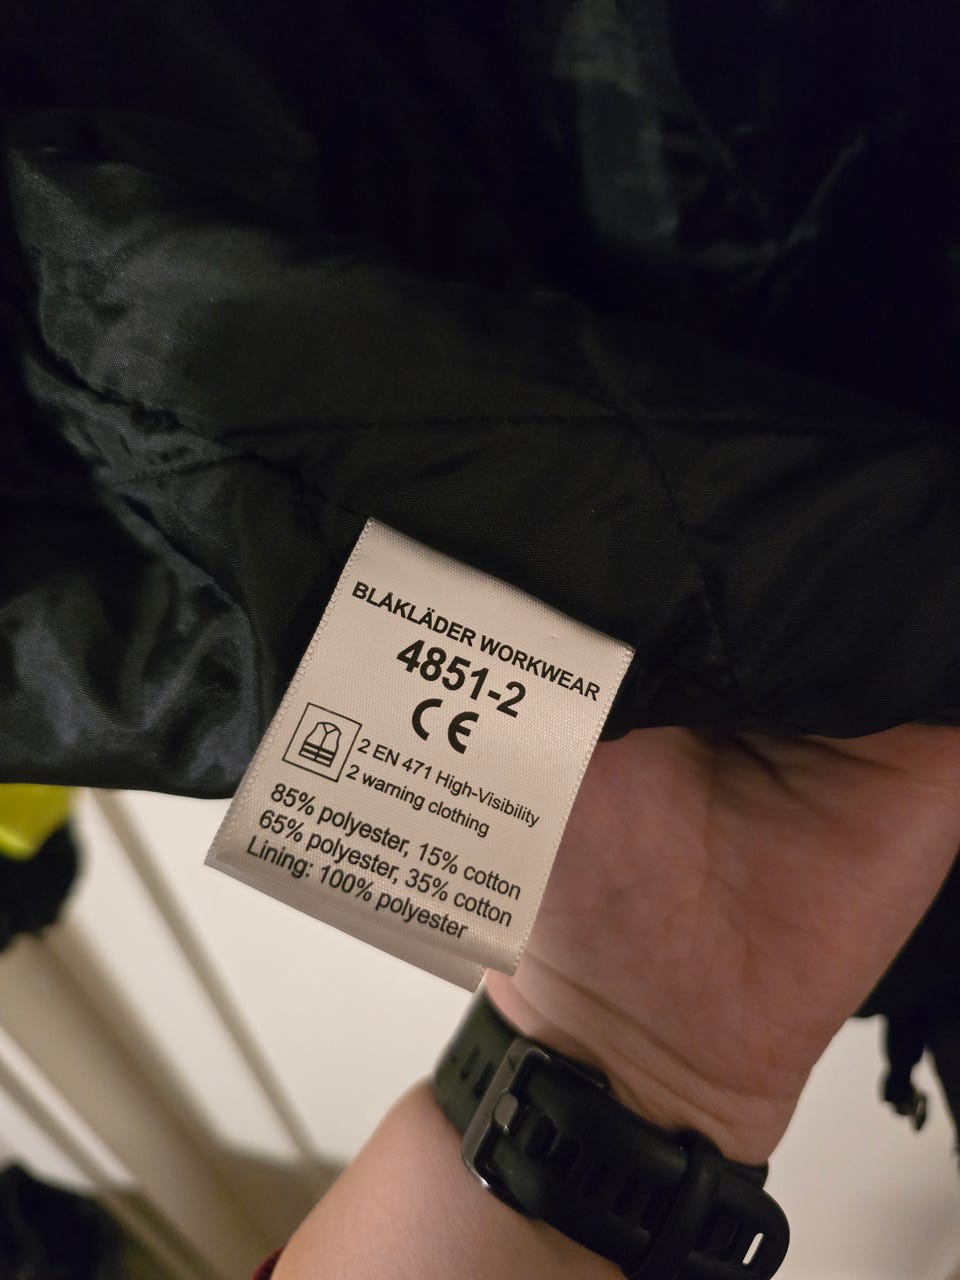 BLAKLÄDER WORKWEAR
4851-2
CE
2 EN 471 High-Visibility
2 warning clothing
85% polyester, 15% cotton
65% polyester, 35% cotton
Lining: 100% polyester